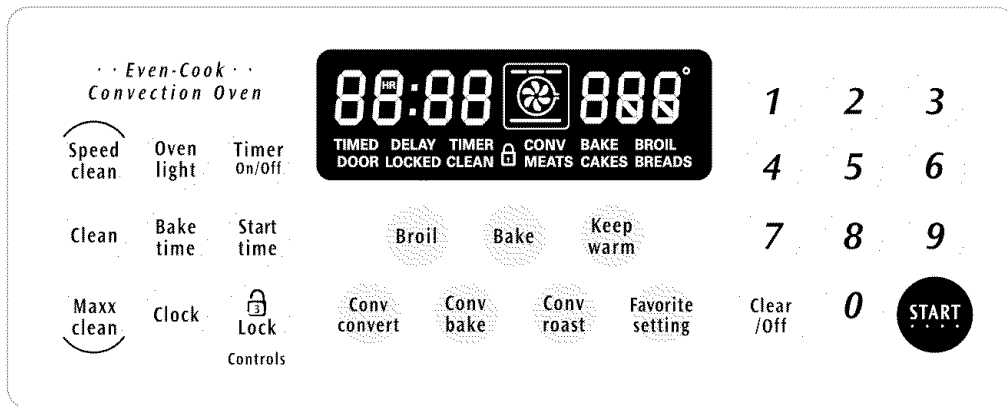 · · Even-Cook · ·
Convection Oven
Speed
clean
Oven
light
Timer
On/Off
Clean
Bake
time
Start
time
Maxx
clean
Clock
3
Lock
Controls
88:88
HR
888°
TIMED DELAY TIMER CONV BAKE BROIL
DOOR LOCKED CLEAN MEATS CAKES BREADS
Broil
Bake
Keep
warm
Conv
convert
Conv
bake
Conv
roast
Favorite
setting
1 2 3
4 5 6
7 8 9
Clear
/Off
0
START